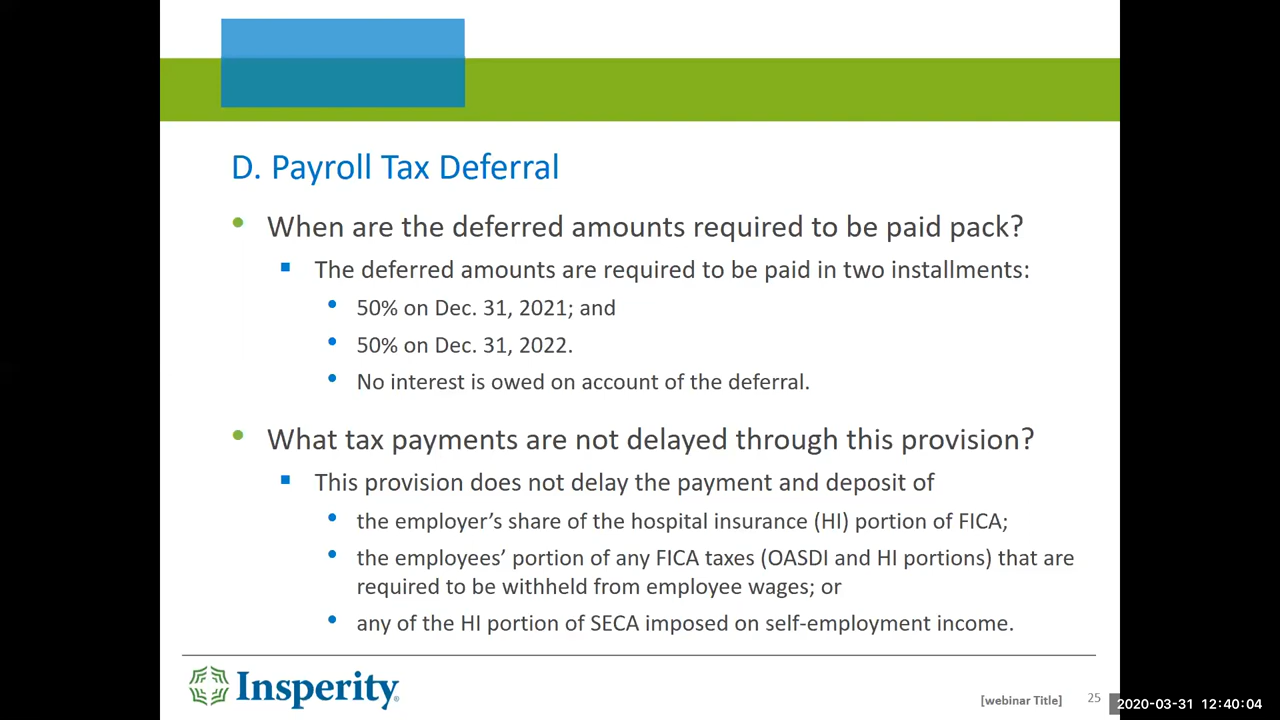 D. Payroll Tax Deferral
• When are the deferred amounts required to be paid pack?
▪ The deferred amounts are required to be paid in two installments:
• 50% on Dec. 31, 2021; and
• 50% on Dec. 31, 2022.
• No interest is owed on account of the deferral.
• What tax payments are not delayed through this provision?
▪ This provision does not delay the payment and deposit of
• the employer's share of the hospital insurance (HI) portion of FICA;
• the employees' portion of any FICA taxes (OASDI and HI portions) that are
required to be withheld from employee wages; or
• any of the HI portion of SECA imposed on self-employment income.
Insperity
[webinar Title]
25
2020-03-31 12:40:04